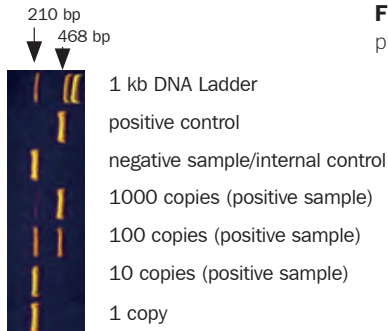 210 bp
468 bp
F
p
1 kb DNA Ladder
positive control
negative sample/internal control
1000 copies (positive sample)
100 copies (positive sample)
10 copies (positive sample)
1 copy